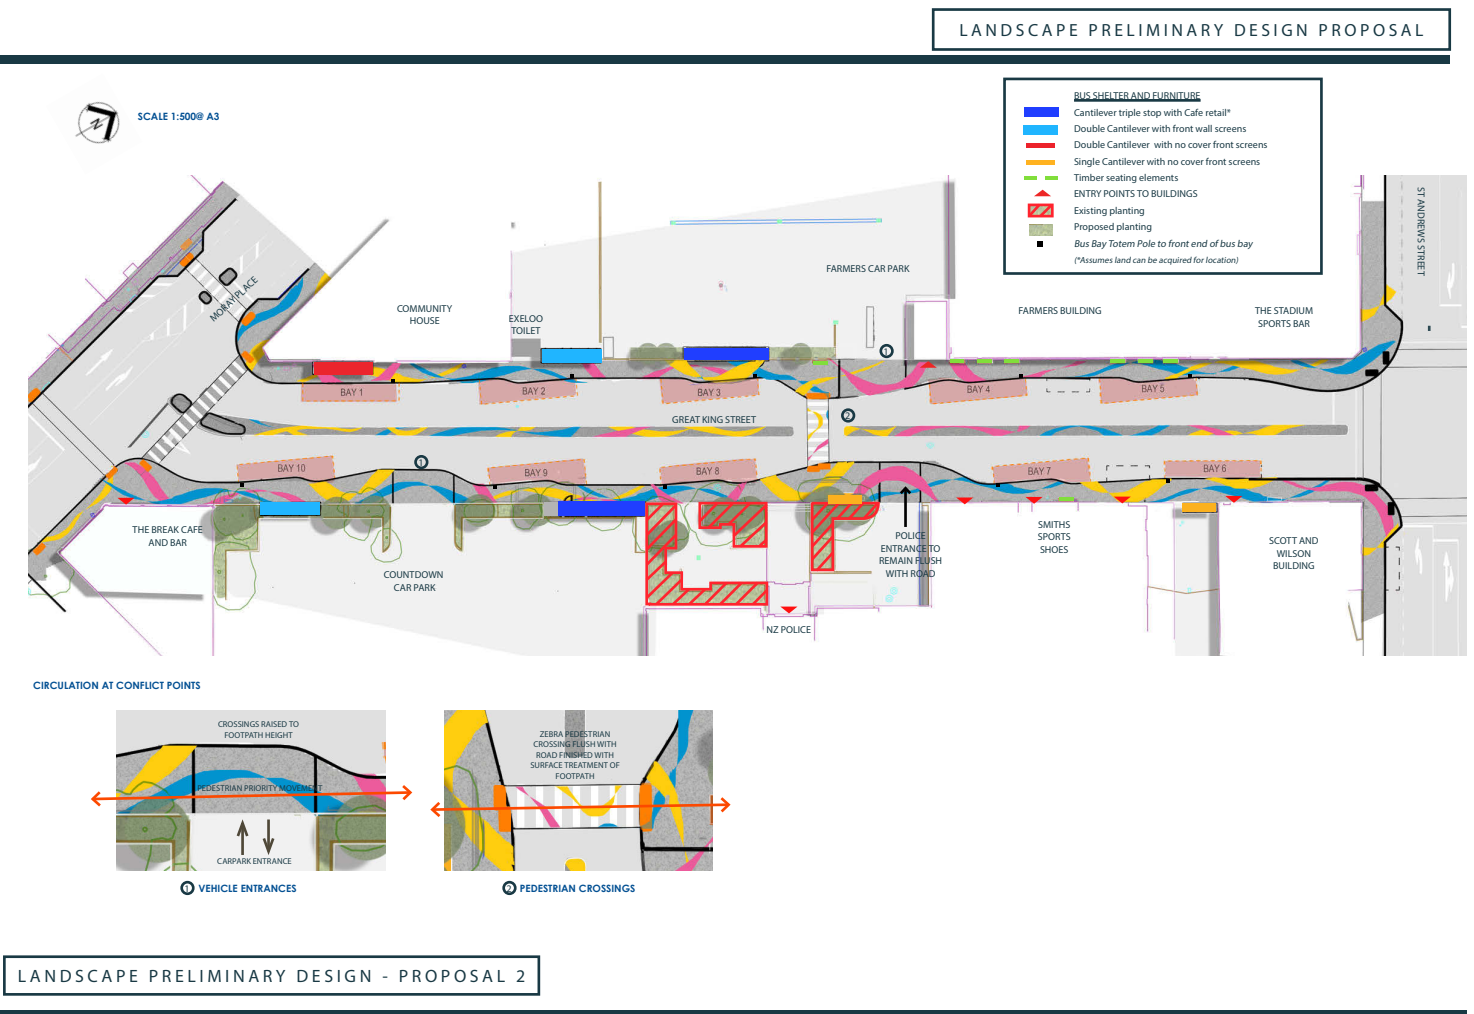 LANDSCAPE PRELIMINARY DESIGN PROPOSAL
SCALE 1:500@ A3
N
BUS SHELTER AND FURNITURE
Cantilever triple stop with Cafe retail*
Double Cantilever with front wall screens
Double Cantilever with no cover front screens
Single Cantilever with no cover front screens
Timber seating elements
ENTRY POINTS TO BUILDINGS
Existing planting
Proposed planting
Bus Bay Totem Pole to front end of bus bay
(*Assumes land can be acquired for location)
ST ANDREWS STREET
MORAY PLACE
COMMUNITY
HOUSE
EXELOO
TOILET
FARMERS CAR PARK
FARMERS BUILDING
THE STADIUM
SPORTS BAR
1
BAY 1
BAY 2
BAY 3
BAY 4
BAY 5
GREAT KING STREET
2
1
BAY 10
BAY 9
BAY 8
BAY 7
BAY 6
THE BREAK CAFE
AND BAR
COUNTDOWN
CAR PARK
POLICE
ENTRANCE TO
REMAIN FLUSH
WITH ROAD
SMITHS
SPORTS
SHOES
SCOTT AND
WILSON
BUILDING
NZ POLICE
CIRCULATION AT CONFLICT POINTS
CROSSINGS RAISED TO
FOOTPATH HEIGHT
PEDESTRIAN PRIORITY MOVEMENT
CARPARK ENTRANCE
1 VEHICLE ENTRANCES
ZEBRA PEDESTRIAN
CROSSING FLUSH WITH
ROAD FINISHED WITH
SURFACE TREATMENT OF
FOOTPATH
2 PEDESTRIAN CROSSINGS
LANDSCAPE PRELIMINARY DESIGN - PROPOSAL 2